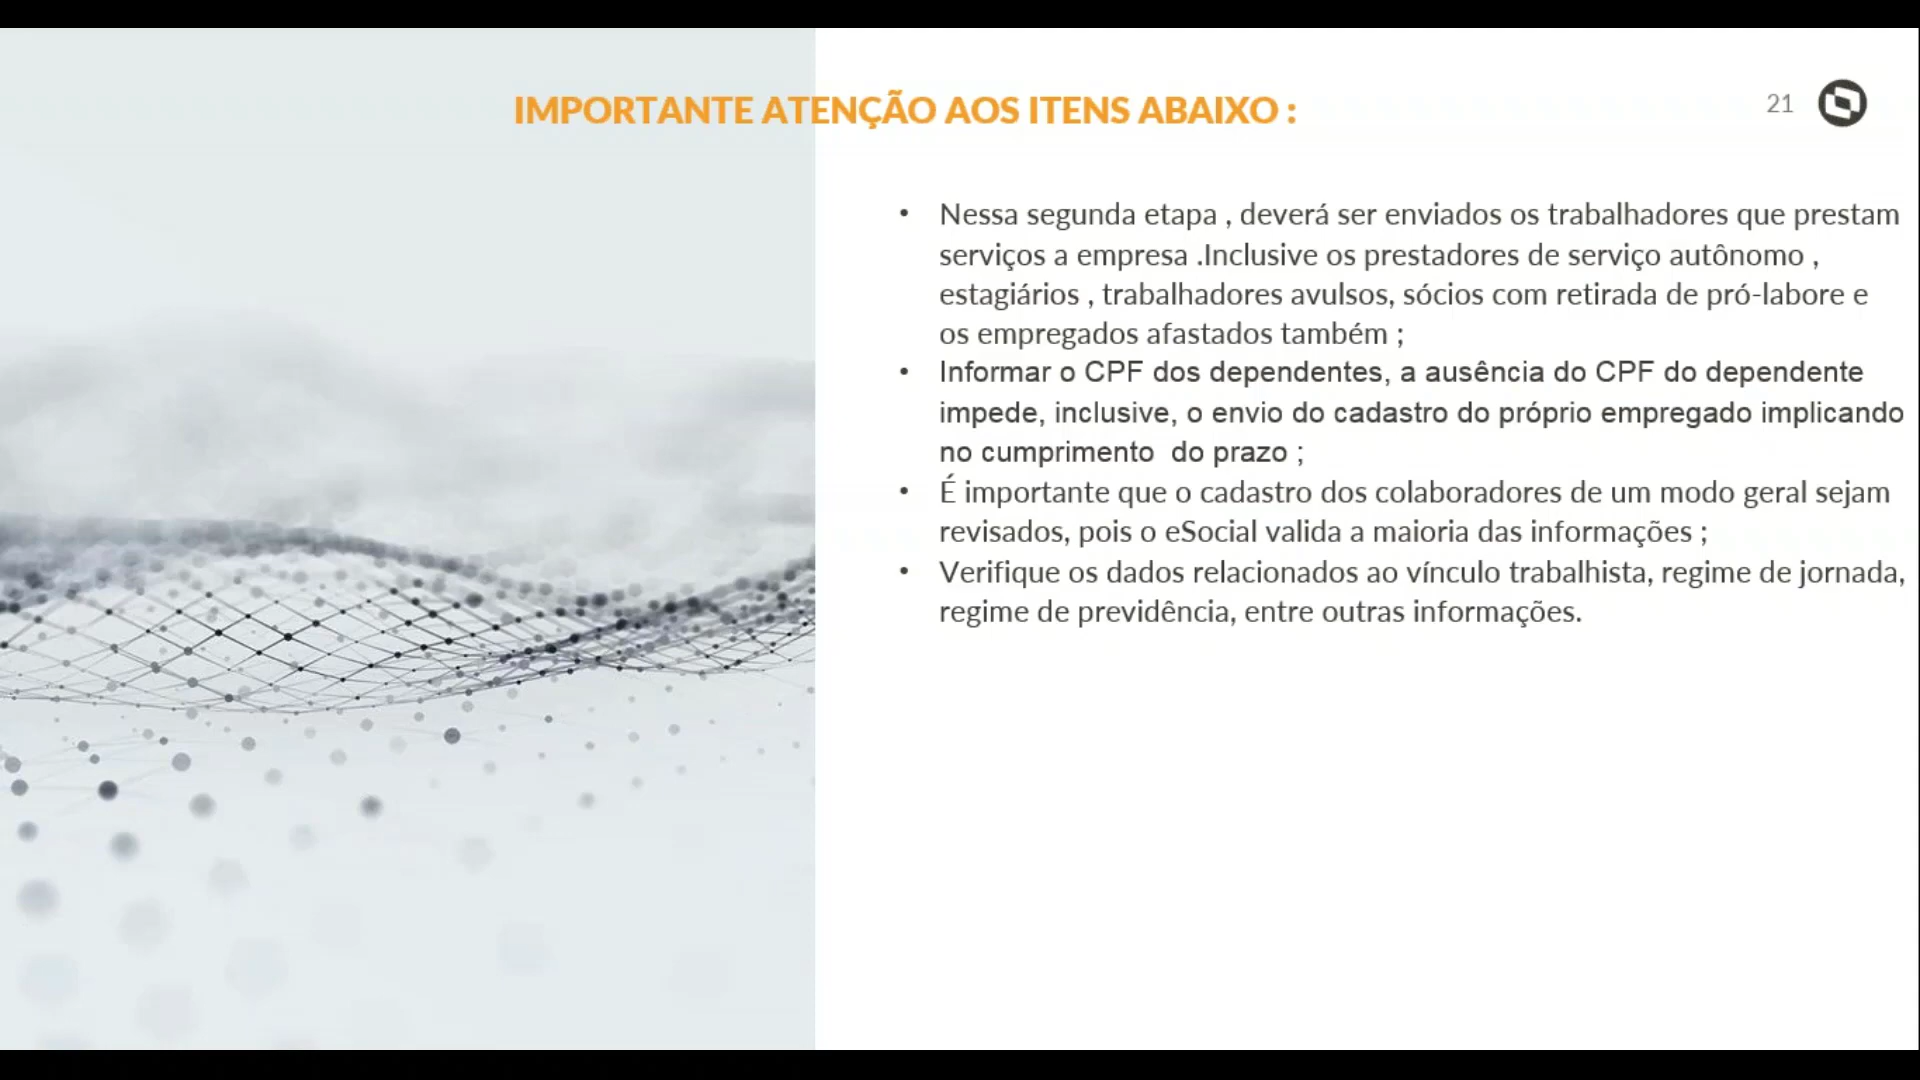 IMPORTANTE ATENÇÃO AOS ITENS ABAIXO :
21
• Nessa segunda etapa , deverá ser enviados os trabalhadores que prestam
serviços a empresa .Inclusive os prestadores de serviço autônomo ,
estagiários , trabalhadores avulsos, sócios com retirada de pró-labore e
os empregados afastados também ;
• Informar o CPF dos dependentes, a ausência do CPF do dependente
impede, inclusive, o envio do cadastro do próprio empregado implicando
no cumprimento  do prazo ;
• É importante que o cadastro dos colaboradores de um modo geral sejam
revisados, pois o eSocial valida a maioria das informações ;
• Verifique os dados relacionados ao vínculo trabalhista, regime de jornada,
regime de previdência, entre outras informações.